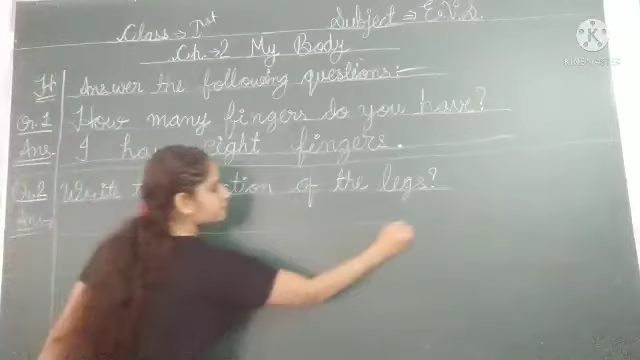 Class → Ist Subject → E.V.S.
Ch. → 2 My Body
KINEMASTER
H Answer the following questions:-
Q.1 How many fingers do you have?
Ans. I eight fingers.
Q.2 Write of the legs?
Ans.